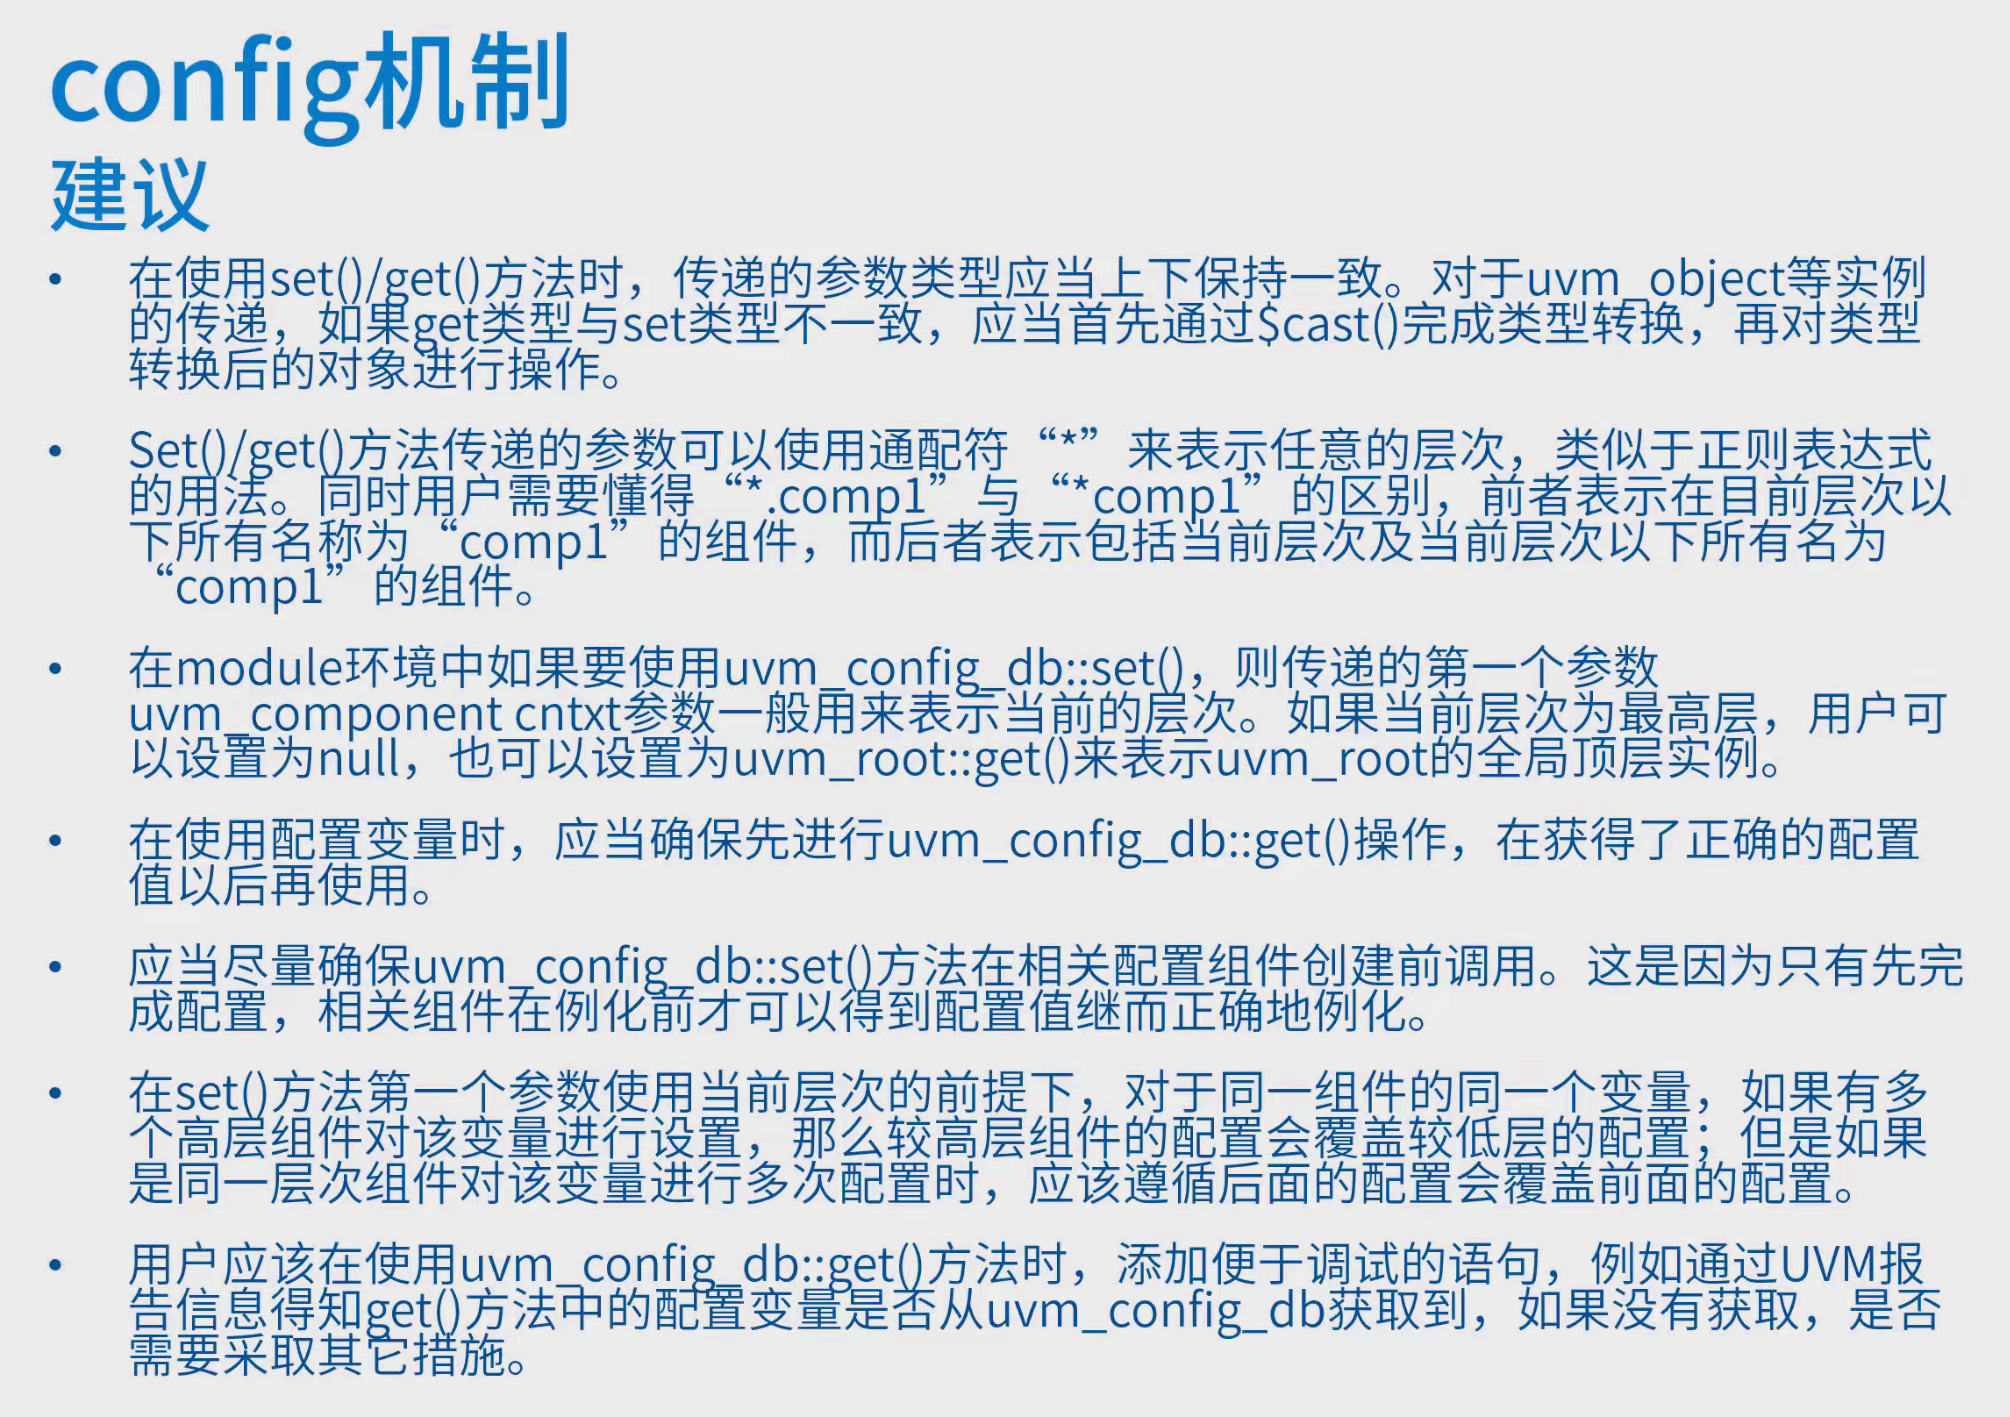 config机制
建议
• 在使用set()/get()方法时，传递的参数类型应当上下保持一致。对于uvm_object等实例
的传递，如果get类型与set类型不一致，应当首先通过$cast()完成类型转换，再对类型
转换后的对象进行操作。
• Set()/get()方法传递的参数可以使用通配符“*”来表示任意的层次，类似于正则表达式
的用法。同时用户需要懂得“*.comp1”与“*comp1”的区别，前者表示在目前层次以
下所有名称为“comp1”的组件，而后者表示包括当前层次及当前层次以下所有名为
“comp1”的组件。
• 在module环境中如果要使用uvm_config_db::set()，则传递的第一个参数
uvm_component cntxt参数一般用来表示当前的层次。如果当前层次为最高层，用户可
以设置为null，也可以设置为uvm_root::get()来表示uvm_root的全局顶层实例。
• 在使用配置变量时，应当确保先进行uvm_config_db::get()操作，在获得了正确的配置
值以后再使用。
• 应当尽量确保uvm_config_db::set()方法在相关配置组件创建前调用。这是因为只有先完
成配置，相关组件在例化前才可以得到配置值继而正确地例化。
• 在set()方法第一个参数使用当前层次的前提下，对于同一组件的同一个变量，如果有多
个高层组件对该变量进行设置，那么较高层组件的配置会覆盖较低层的配置；但是如果
是同一层次组件对该变量进行多次配置时，应该遵循后面的配置会覆盖前面的配置。
• 用户应该在使用uvm_config_db::get()方法时，添加便于调试的语句，例如通过UVM报
告信息得知get()方法中的配置变量是否从uvm_config_db获取到，如果没有获取，是否
需要采取其它措施。